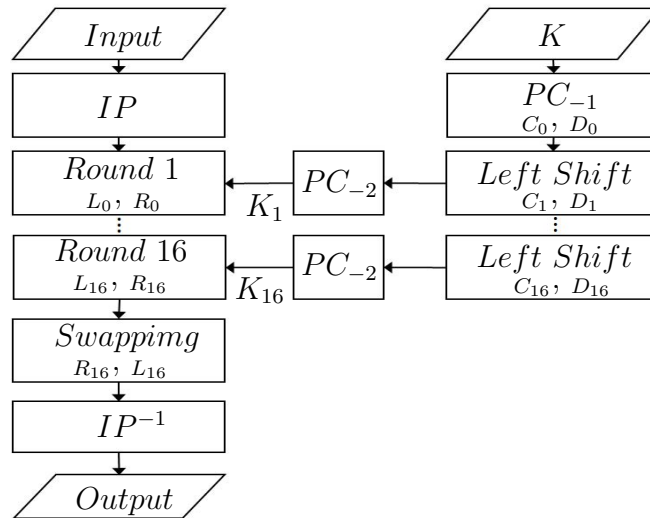 Input
IP
Round 1
L₀, R₀
Round 16
L₁₆, R₁₆
Swappimg
R₁₆, L₁₆
IP⁻¹
Output
K₁
K₁₆
PC₋₂
PC₋₂
K
PC₋₁
C₀, D₀
Left Shift
C₁, D₁
Left Shift
C₁₆, D₁₆